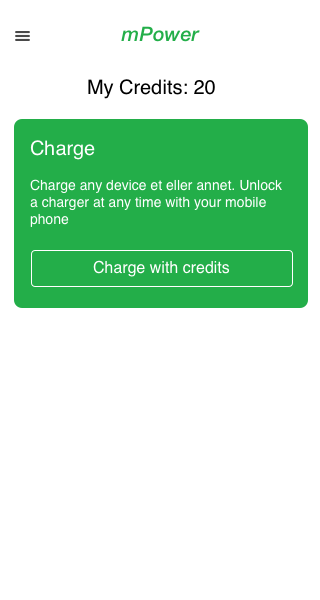 mPower
My Credits: 20
Charge
Charge any device et eller annet. Unlock
a charger at any time with your mobile
phone
Charge with credits